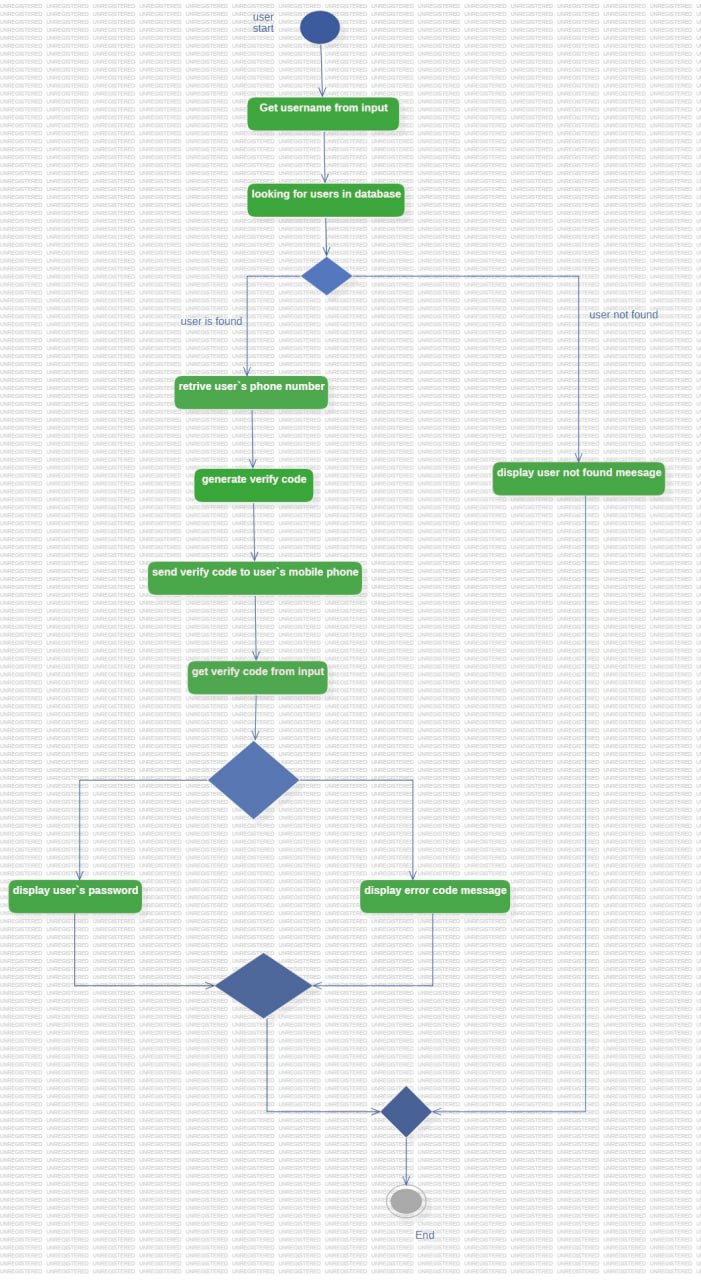 user
start
Get username from input
looking for users in database
user is found
user not found
retrive user`s phone number
display user not found meesage
generate verify code
send verify code to user`s mobile phone
get verify code from input
display user`s password
display error code message
End
UNREGISTERED